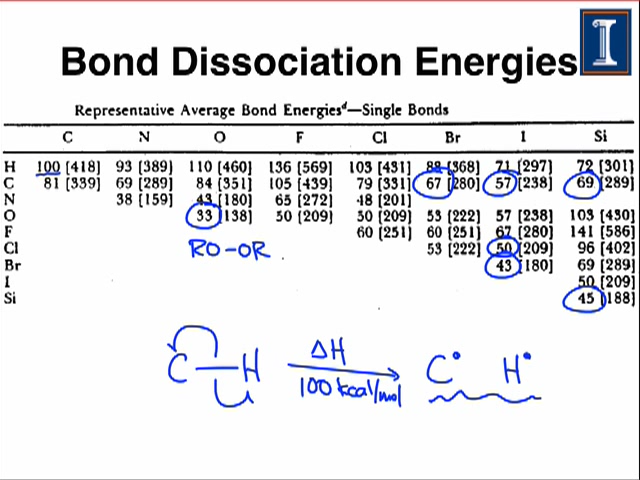 Bond Dissociation Energies
I
Representative Average Bond Energiesᵈ—Single Bonds
C N O F Cl Br I Si
H 100 [418] 93 [389] 110 [460] 136 [569] 103 [431] 88 [368] 71 [297] 72 [301]
C 81 [339] 69 [289] 84 [351] 105 [439] 79 [331] 67 [280] 57 [238] 69 [289]
N 38 [159] 43 [180] 65 [272] 48 [201]
O 33 [138] 50 [209] 50 [209] 53 [222] 57 [238] 103 [430]
F 60 [251] 60 [251] 67 [280] 141 [586]
Cl 53 [222] 50 [209] 96 [402]
Br 43 [180] 69 [289]
I 50 [209]
Si 45 [188]
RO-OR
C—H ΔH C• H•
100 kcal/mol